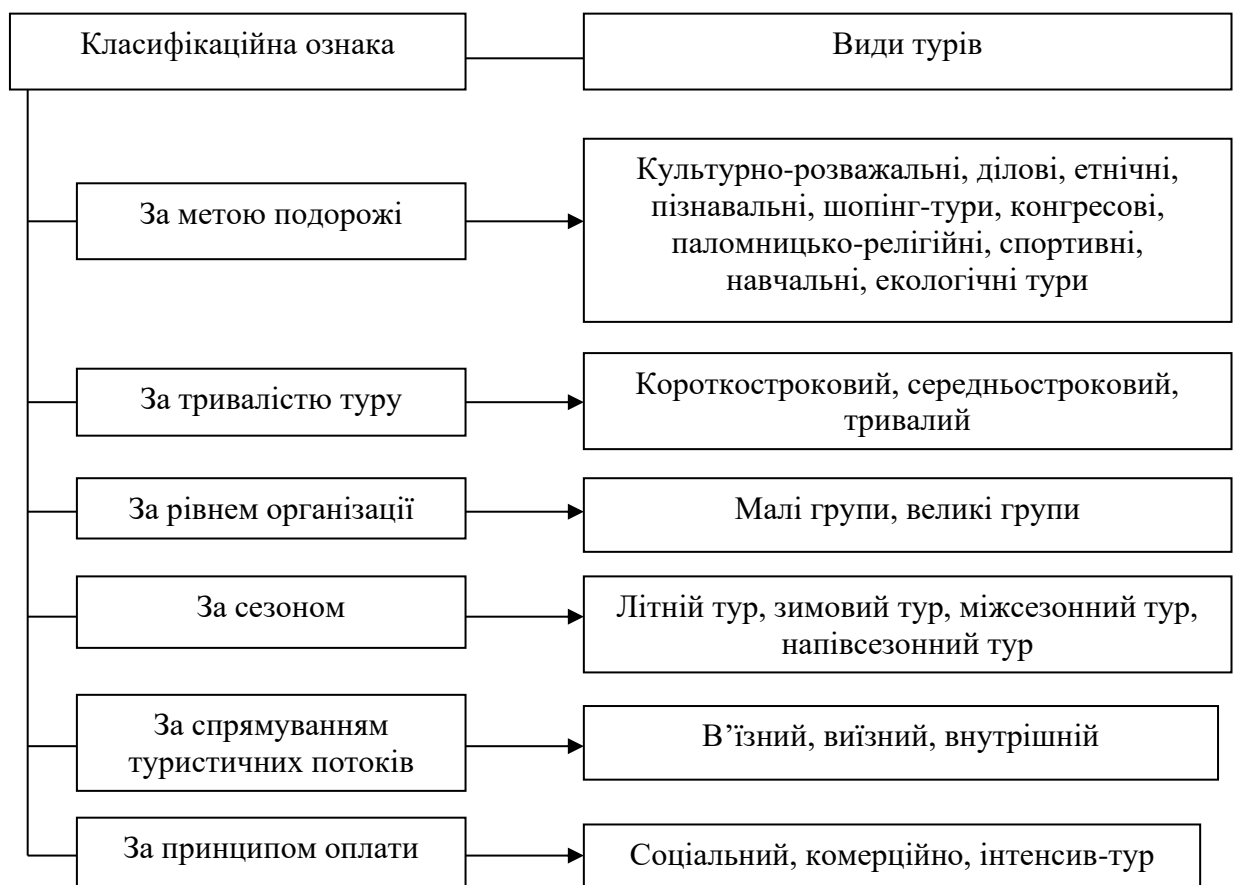 Класифікаційна ознака
Види турів
За метою подорожі
Культурно-розважальні, ділові, етнічні,
пізнавальні, шопінг-тури, конгресові,
паломницько-релігійні, спортивні,
навчальні, екологічні тури
За тривалістю туру
Короткостроковий, середньостроковий,
тривалий
За рівнем організації
Малі групи, великі групи
За сезоном
Літній тур, зимовий тур, міжсезонний тур,
напівсезонний тур
За спрямуванням
туристичних потоків
В’їзний, виїзний, внутрішній
За принципом оплати
Соціальний, комерційно, інтенсив-тур